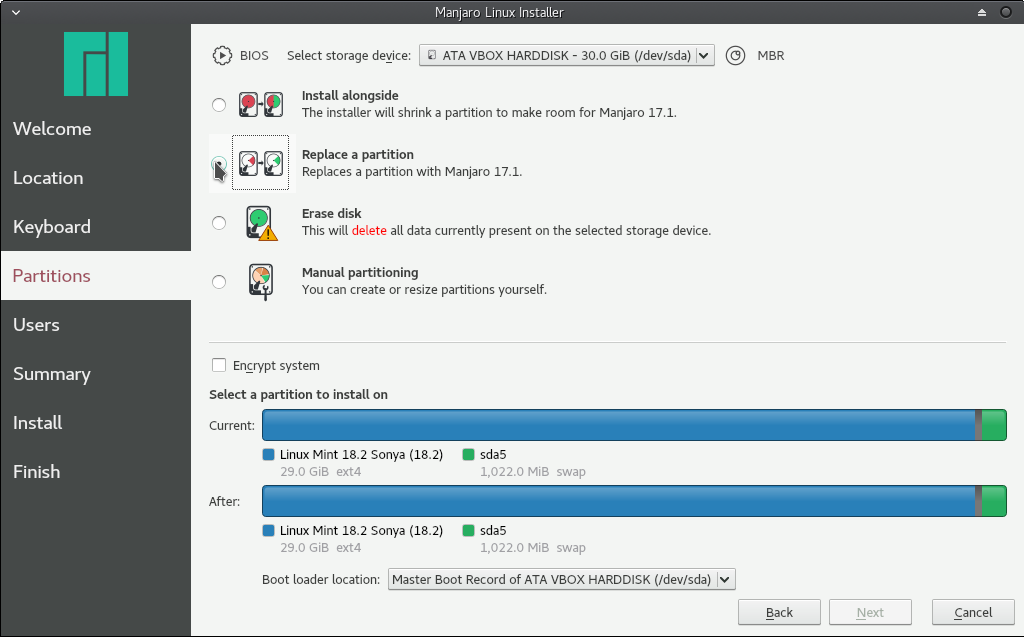 Manjaro Linux Installer
BIOS Select storage device: ATA VBOX HARDDISK - 30.0 GiB (/dev/sda) MBR
Welcome
Location
Keyboard
Partitions
Users
Summary
Install
Finish
Install alongside
The installer will shrink a partition to make room for Manjaro 17.1.
Replace a partition
Replaces a partition with Manjaro 17.1.
Erase disk
This will delete all data currently present on the selected storage device.
Manual partitioning
You can create or resize partitions yourself.
Encrypt system
Select a partition to install on
Current:
Linux Mint 18.2 Sonya (18.2) sda5
29.0 GiB ext4 1,022.0 MiB swap
After:
Linux Mint 18.2 Sonya (18.2) sda5
29.0 GiB ext4 1,022.0 MiB swap
Boot loader location: Master Boot Record of ATA VBOX HARDDISK (/dev/sda)
Back Next Cancel